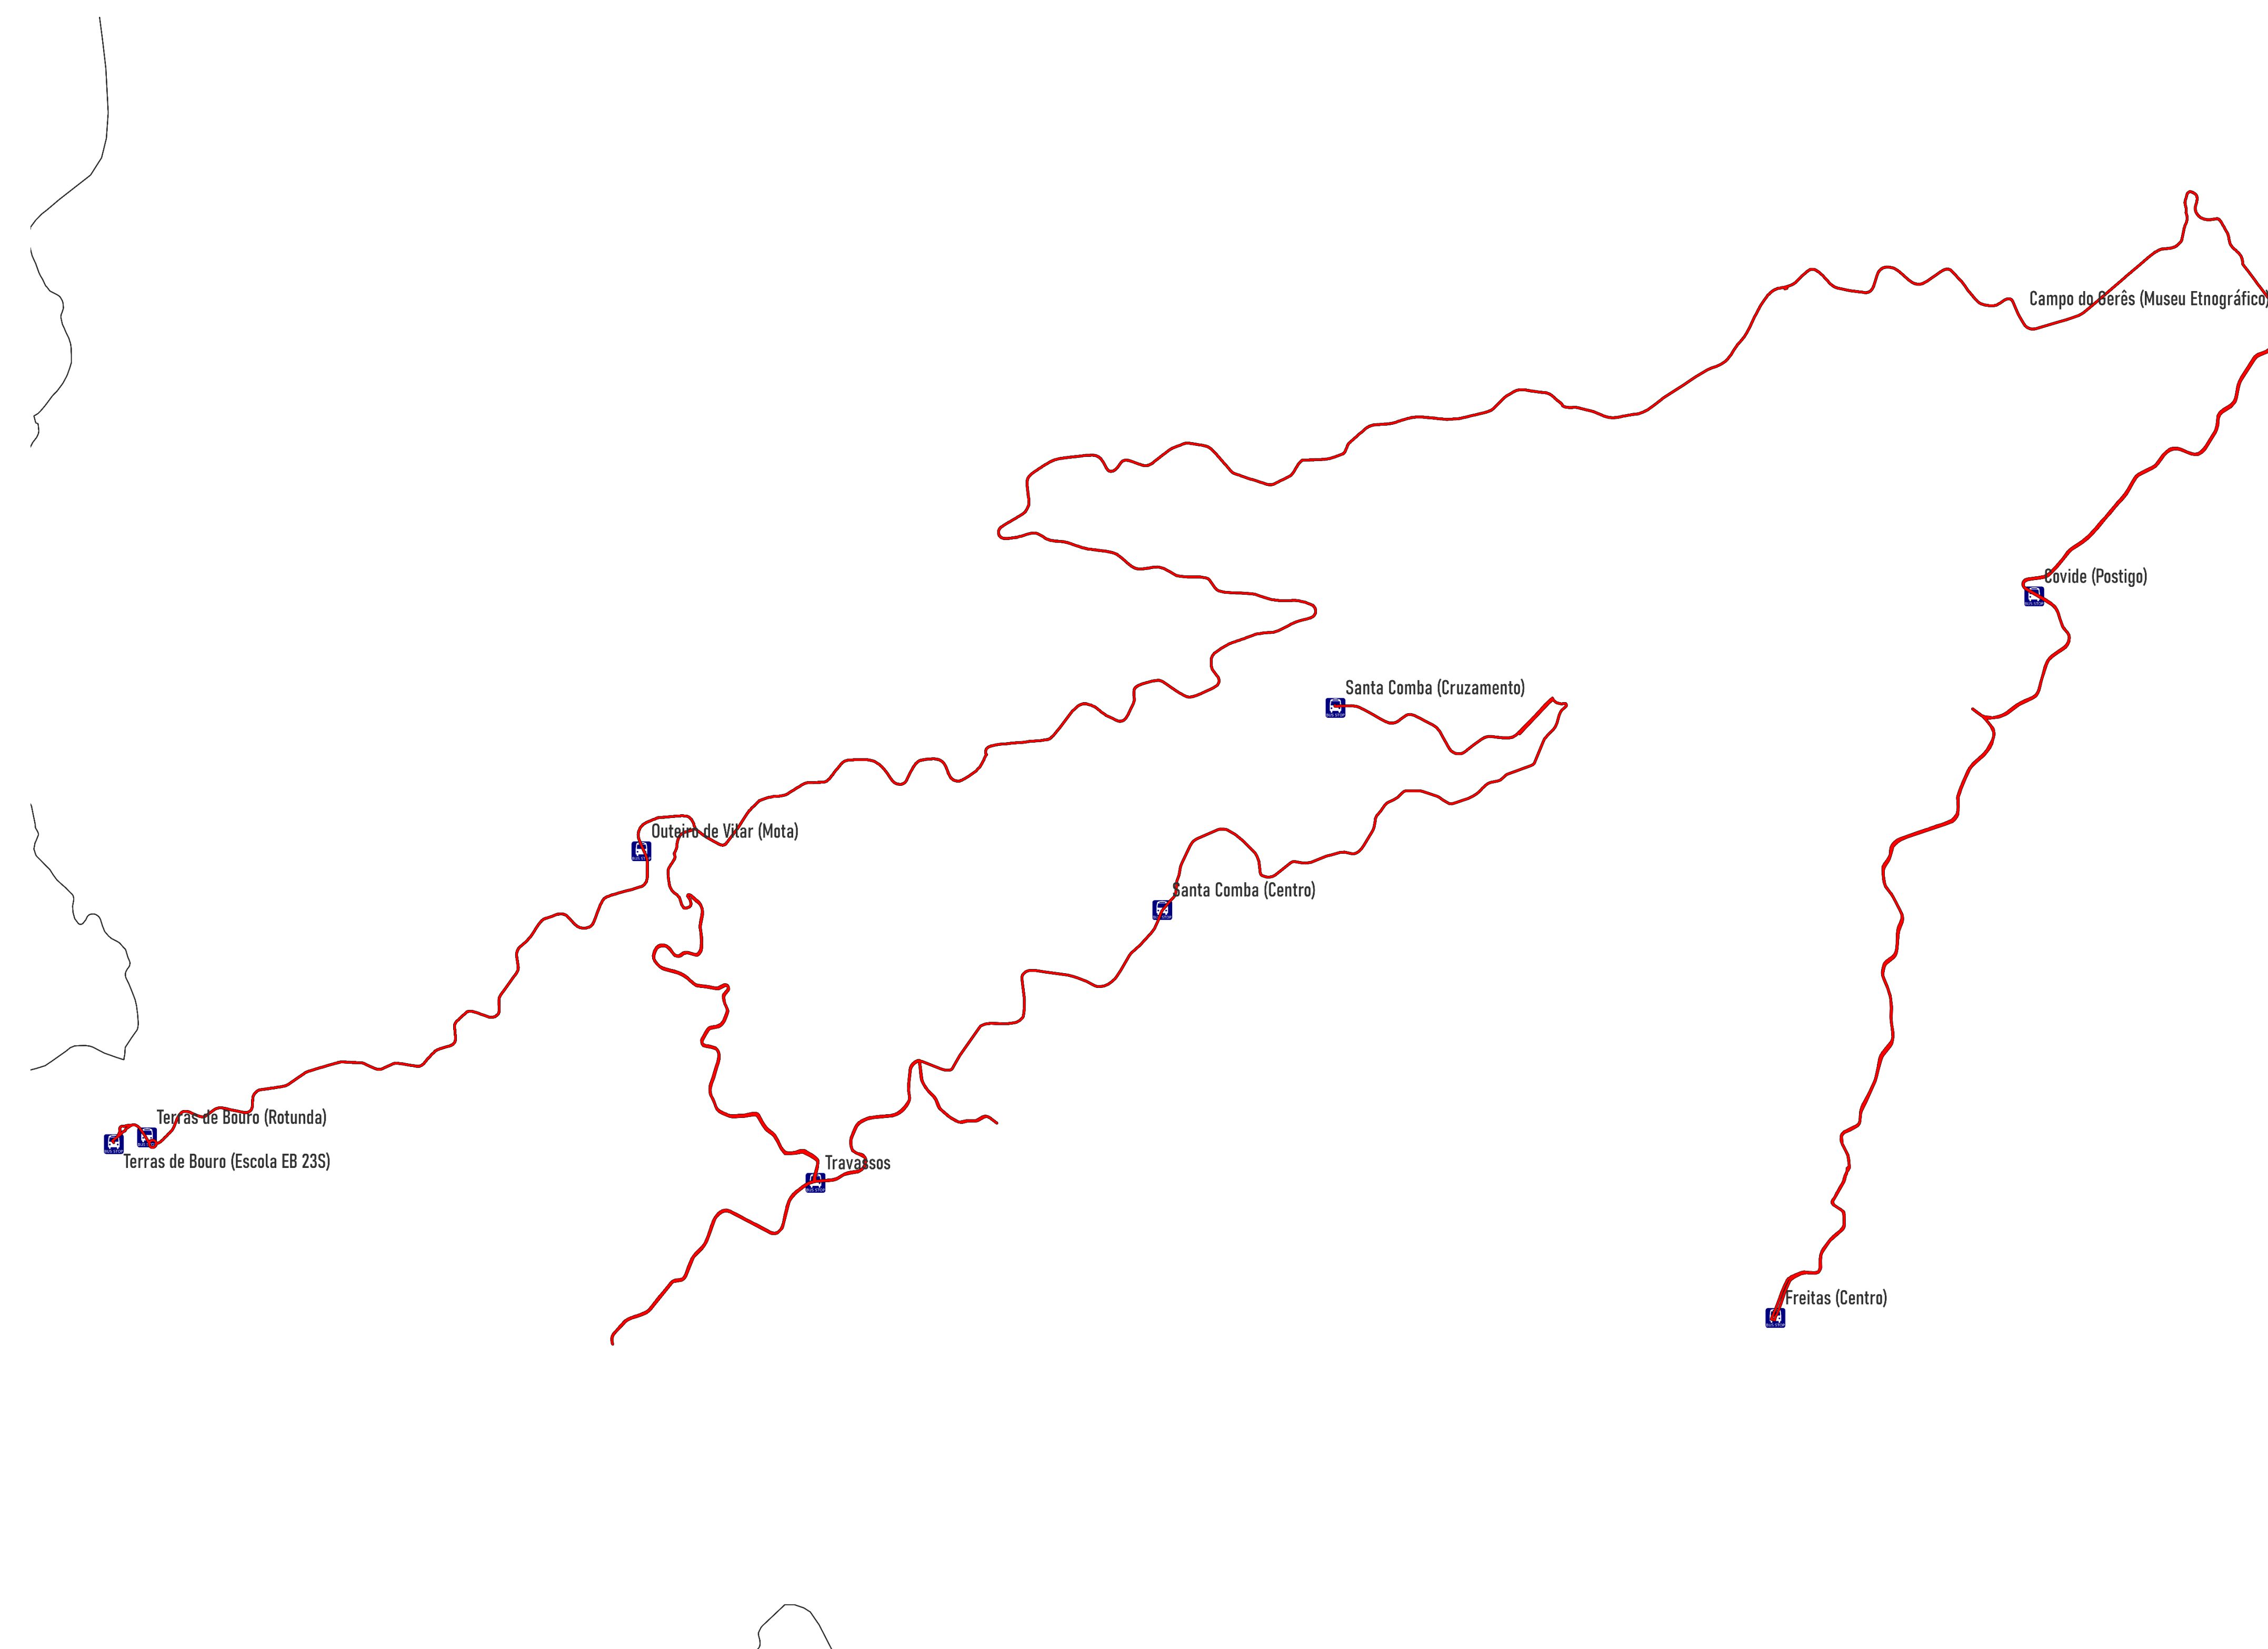 Campo do Gerês (Museu Etnográfico)
Covide (Postigo)
Santa Comba (Cruzamento)
Outeiro de Vilar (Mota)
Santa Comba (Centro)
Terras de Bouro (Rotunda)
Terras de Bouro (Escola EB 23S)
Travassos
Freitas (Centro)